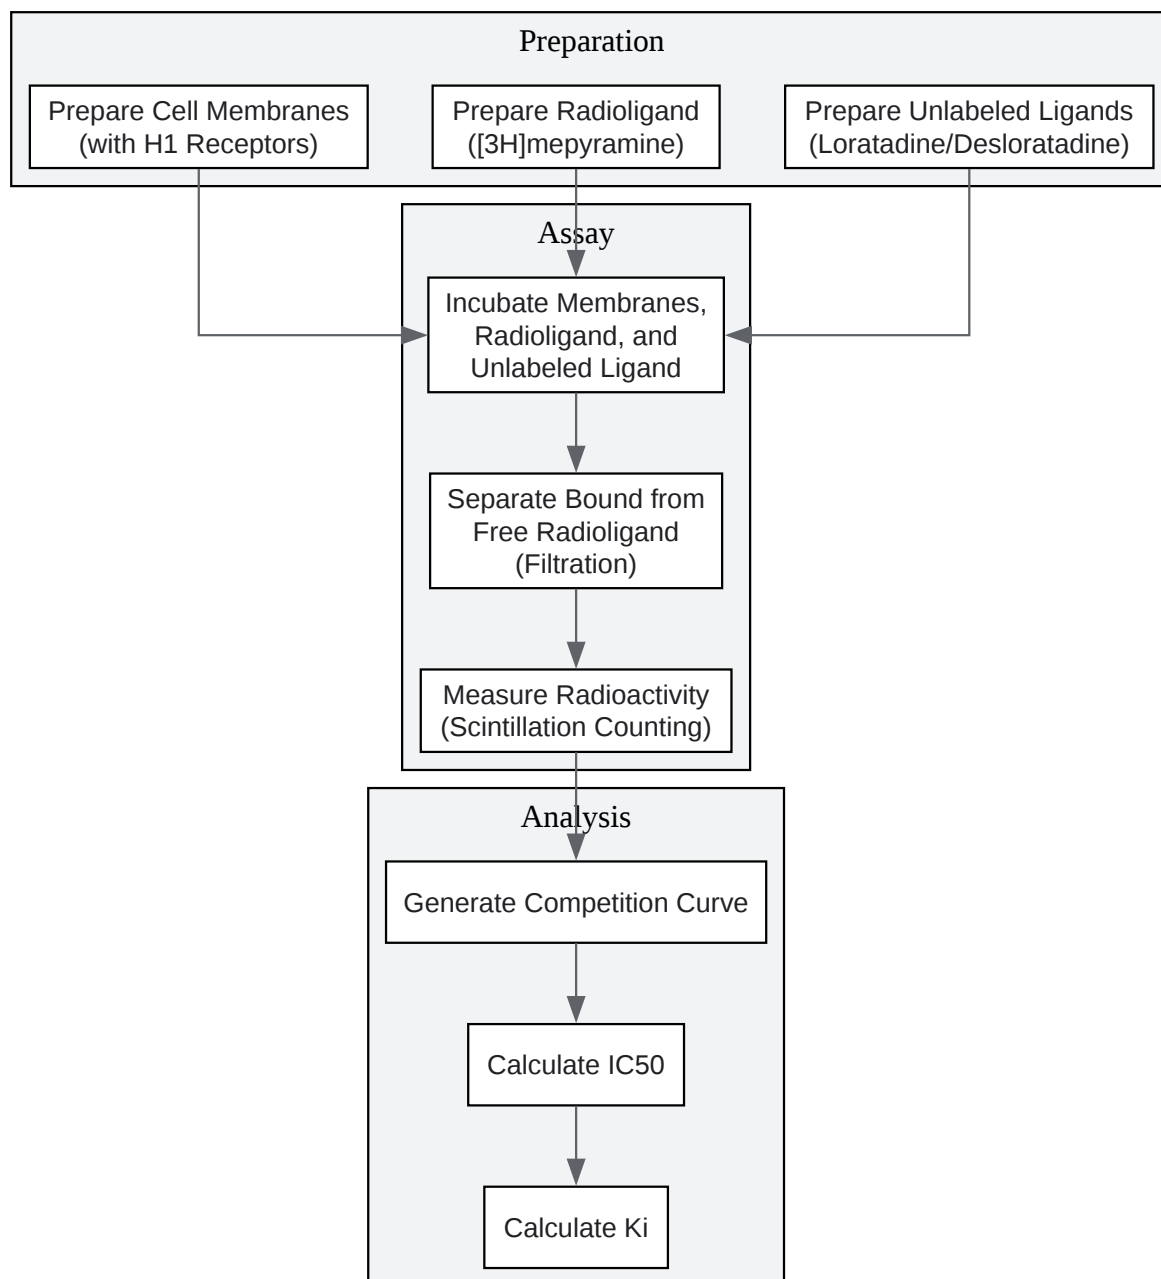 Preparation
Prepare Cell Membranes
(with H1 Receptors)
Prepare Radioligand
([3H]mepyramine)
Prepare Unlabeled Ligands
(Loratadine/Desloratadine)
Assay
Incubate Membranes,
Radioligand, and
Unlabeled Ligand
Separate Bound from
Free Radioligand
(Filtration)
Measure Radioactivity
(Scintillation Counting)
Analysis
Generate Competition Curve
Calculate IC50
Calculate Ki